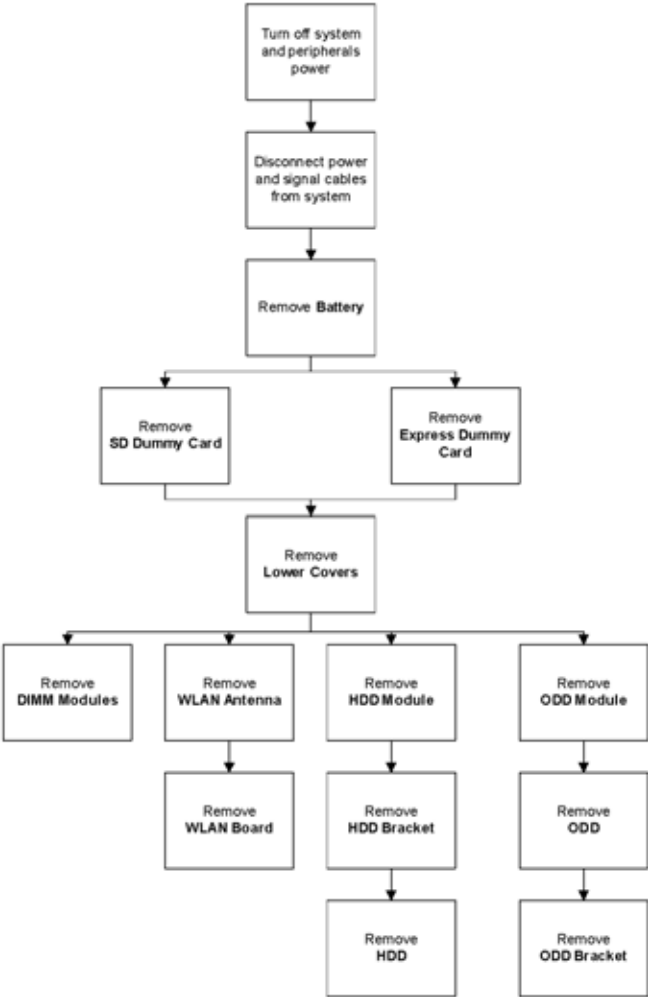 Turn off system
and peripherals
power
Disconnect power
and signal cables
from system
Remove Battery
Remove
SD Dummy Card
Remove
Express Dummy
Card
Remove
Lower Covers
Remove
DIMM Modules
Remove
WLAN Antenna
Remove
HDD Module
Remove
ODD Module
Remove
WLAN Board
Remove
HDD Bracket
Remove
ODD
Remove
HDD
Remove
ODD Bracket